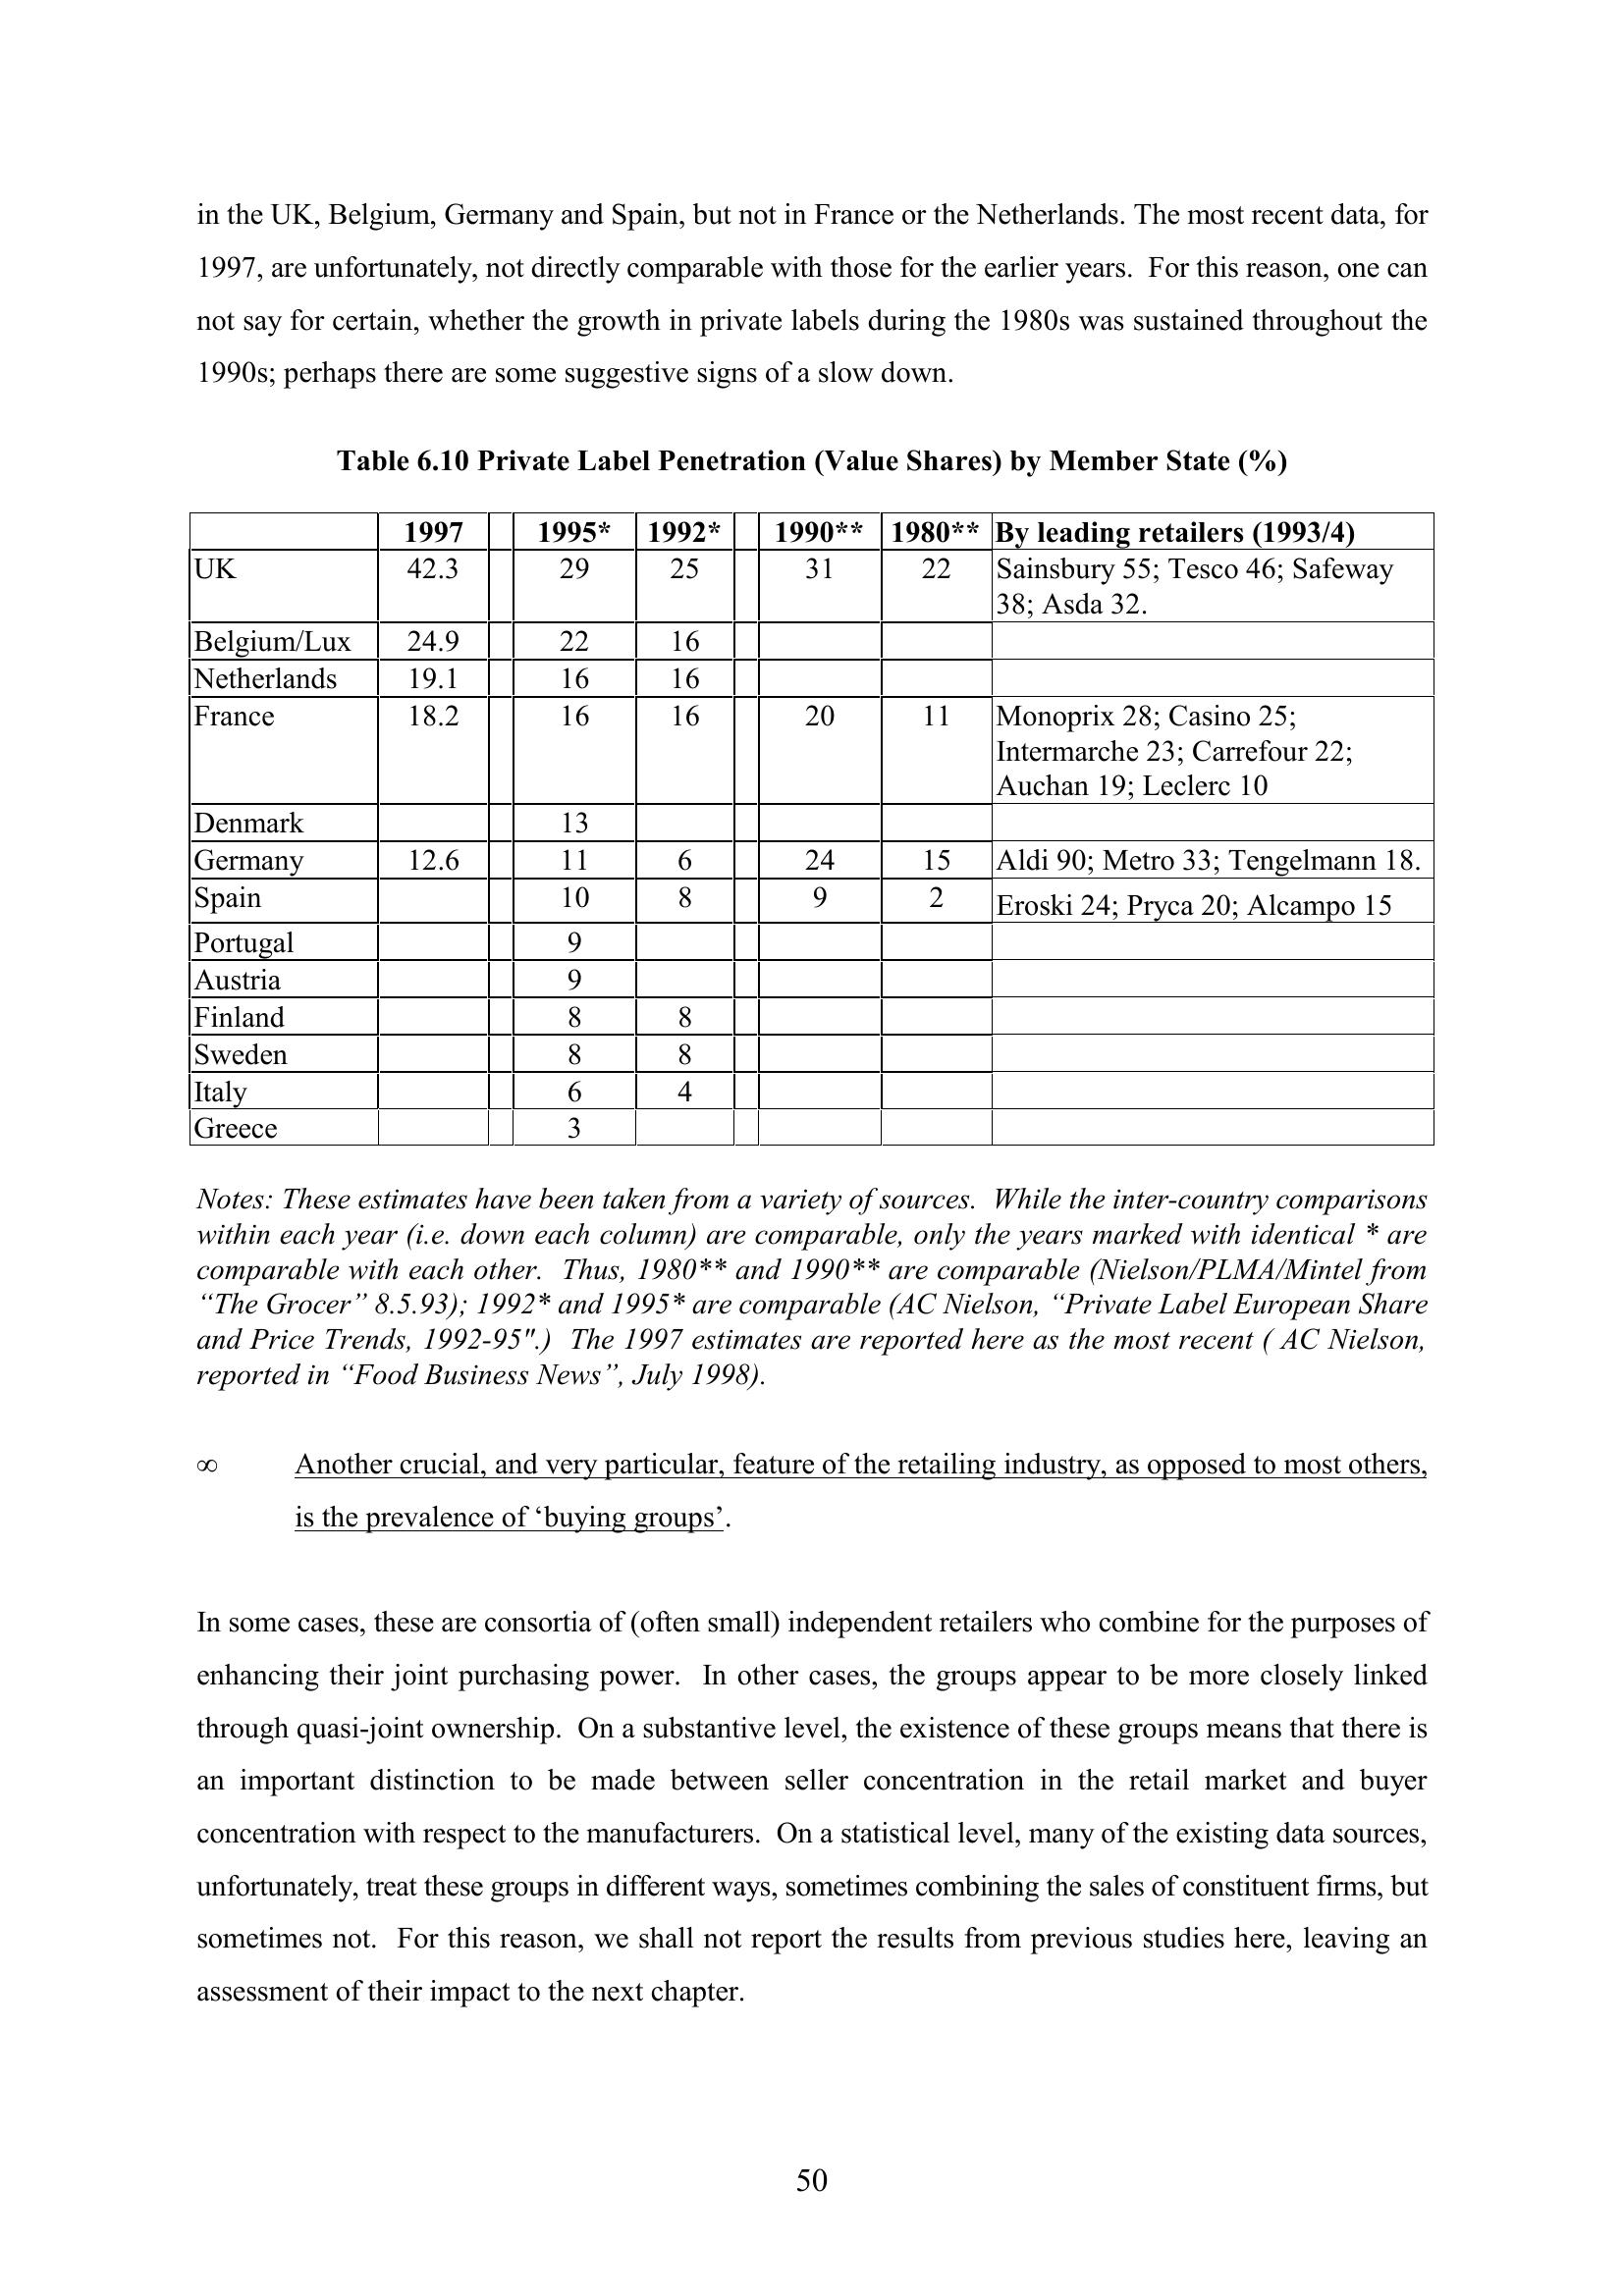 in the UK, Belgium, Germany and Spain, but not in France or the Netherlands. The most recent data, for
1997, are unfortunately, not directly comparable with those for the earlier years. For this reason, one can
not say for certain, whether the growth in private labels during the 1980s was sustained throughout the
1990s; perhaps there are some suggestive signs of a slow down.
Table 6.10 Private Label Penetration (Value Shares) by Member State (%)
1997 1995* 1992* 1990** 1980** By leading retailers (1993/4)
UK 42.3 29 25 31 22 Sainsbury 55; Tesco 46; Safeway
38; Asda 32.
Belgium/Lux 24.9 22 16
Netherlands 19.1 16 16
France 18.2 16 16 20 11 Monoprix 28; Casino 25;
Intermarche 23; Carrefour 22;
Auchan 19; Leclerc 10
Denmark 13
Germany 12.6 11 6 24 15 Aldi 90; Metro 33; Tengelmann 18.
Spain 10 8 9 2 Eroski 24; Pryca 20; Alcampo 15
Portugal 9
Austria 9
Finland 8 8
Sweden 8 8
Italy 6 4
Greece 3
Notes: These estimates have been taken from a variety of sources. While the inter-country comparisons
within each year (i.e. down each column) are comparable, only the years marked with identical * are
comparable with each other. Thus, 1980** and 1990** are comparable (Nielson/PLMA/Mintel from
“The Grocer” 8.5.93); 1992* and 1995* are comparable (AC Nielson, “Private Label European Share
and Price Trends, 1992-95".) The 1997 estimates are reported here as the most recent ( AC Nielson,
reported in “Food Business News”, July 1998).
∞ Another crucial, and very particular, feature of the retailing industry, as opposed to most others,
is the prevalence of ‘buying groups’.
In some cases, these are consortia of (often small) independent retailers who combine for the purposes of
enhancing their joint purchasing power. In other cases, the groups appear to be more closely linked
through quasi-joint ownership. On a substantive level, the existence of these groups means that there is
an important distinction to be made between seller concentration in the retail market and buyer
concentration with respect to the manufacturers. On a statistical level, many of the existing data sources,
unfortunately, treat these groups in different ways, sometimes combining the sales of constituent firms, but
sometimes not. For this reason, we shall not report the results from previous studies here, leaving an
assessment of their impact to the next chapter.
50